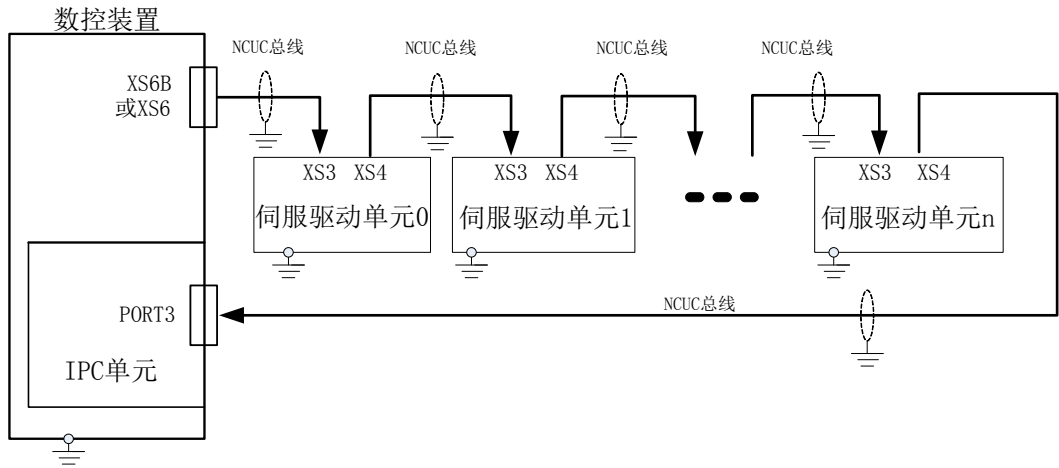 数控装置
NCUC总线
NCUC总线
NCUC总线
NCUC总线
XS6B
或XS6
XS3 XS4
伺服驱动单元0
XS3 XS4
伺服驱动单元1
XS3 XS4
伺服驱动单元n
PORT3
NCUC总线
IPC单元